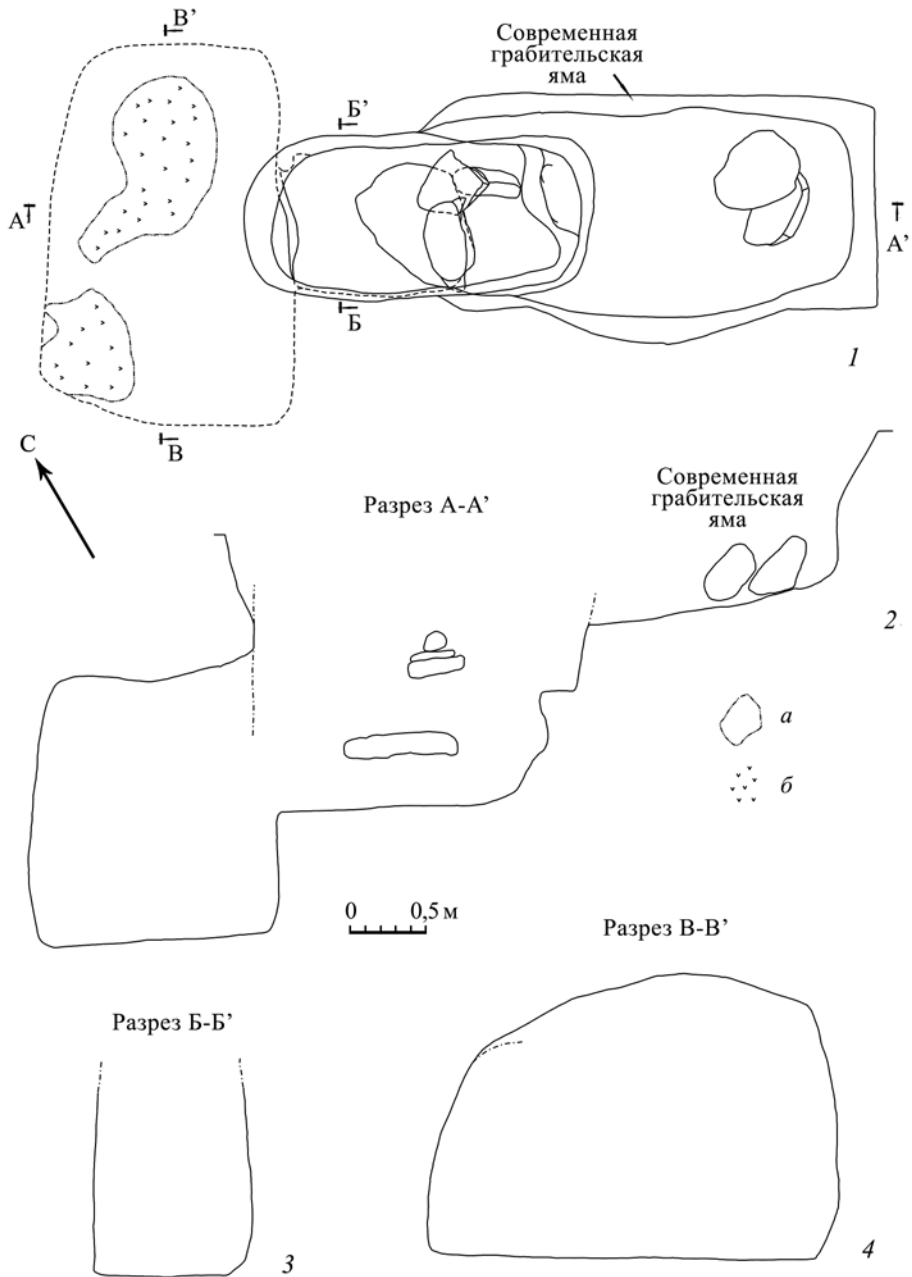 В’
Современная
грабительская
яма
Б’
А
А’
Б
1
В
С
Разрез А-А’
Современная
грабительская
яма
2
а
б
0 0,5 м
Разрез В-В’
Разрез Б-Б’
3
4